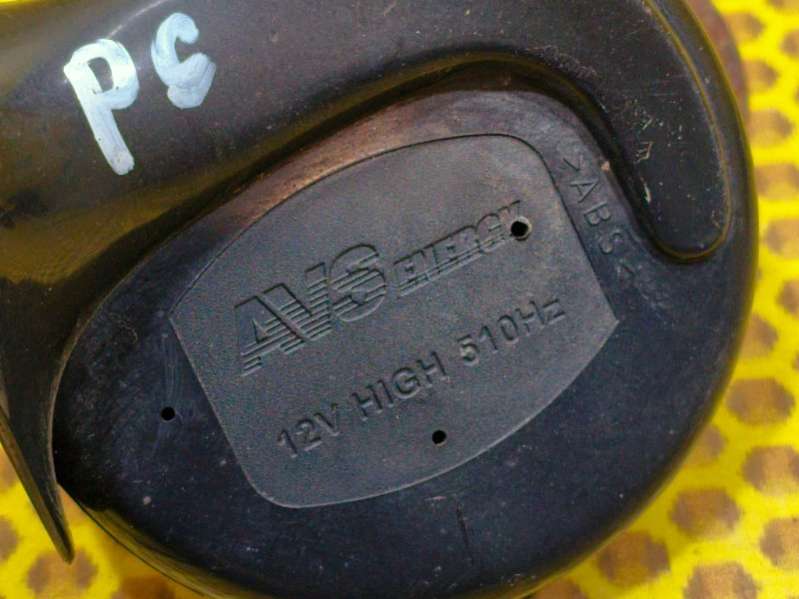 PC
AVS ENERGY
12V HIGH 510Hz
>ABS<